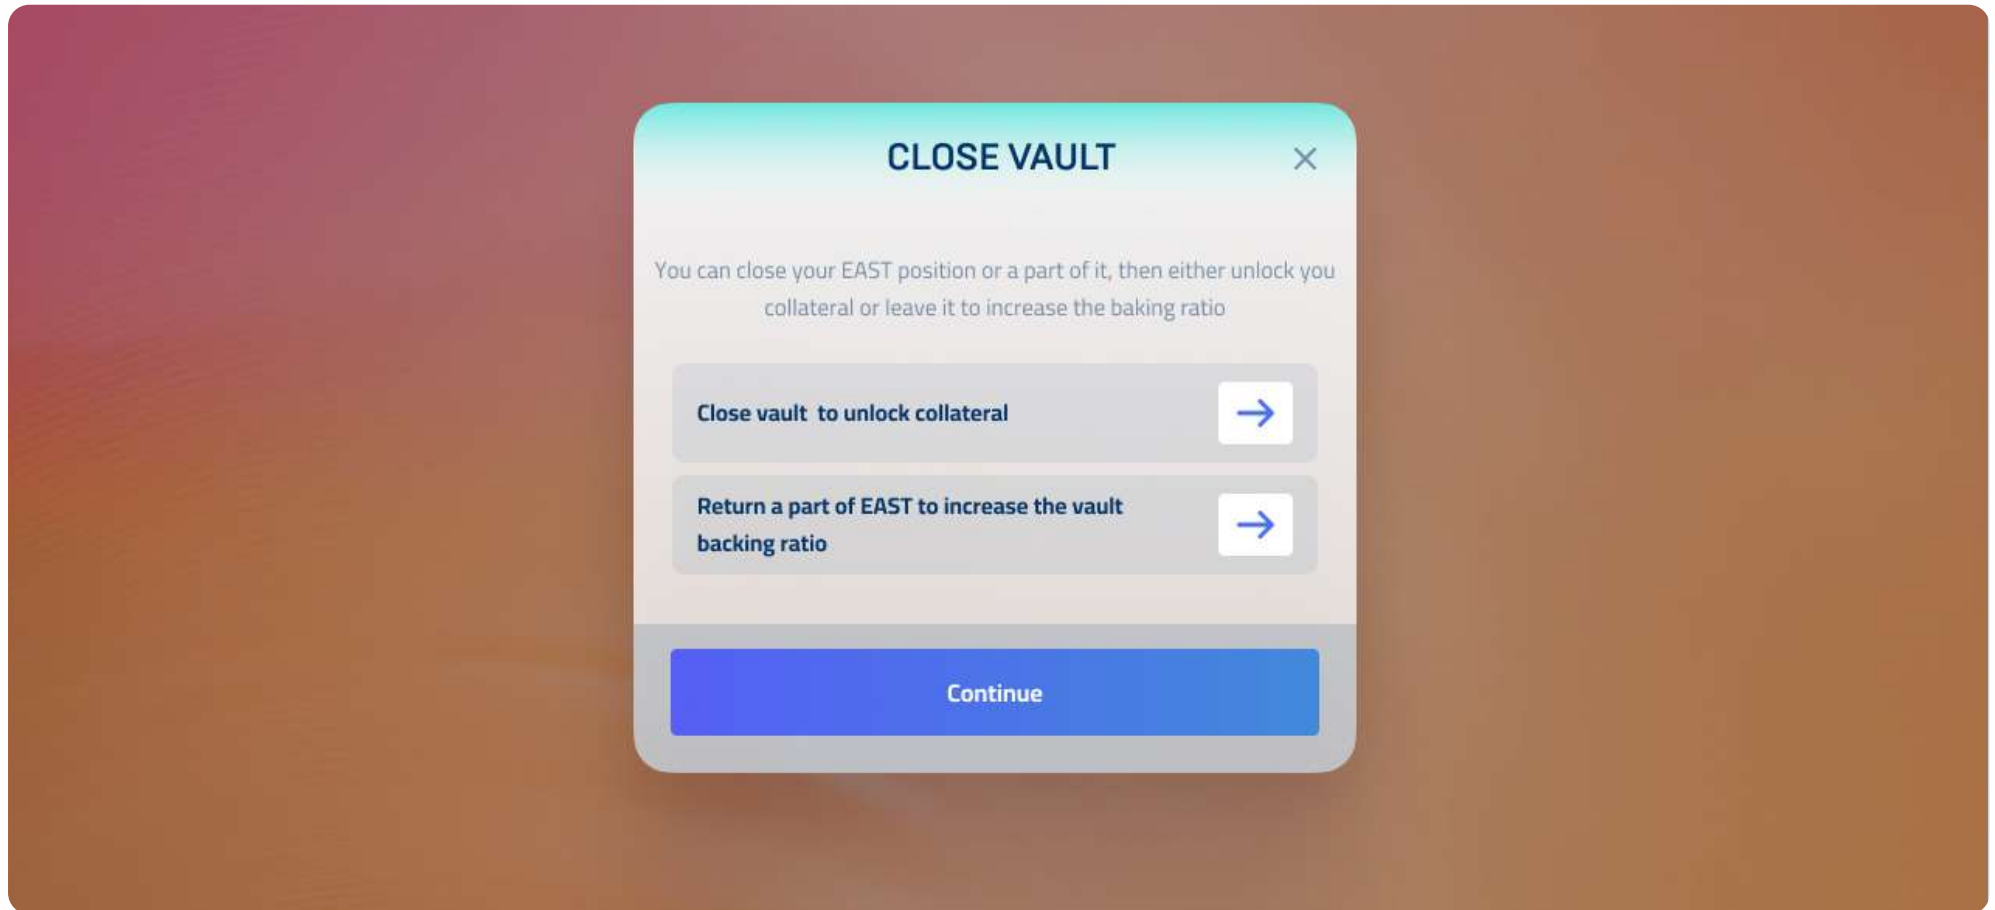 CLOSE VAULT
You can close your EAST position or a part of it, then either unlock you
collateral or leave it to increase the baking ratio
Close vault  to unlock collateral
Return a part of EAST to increase the vault
backing ratio
Continue